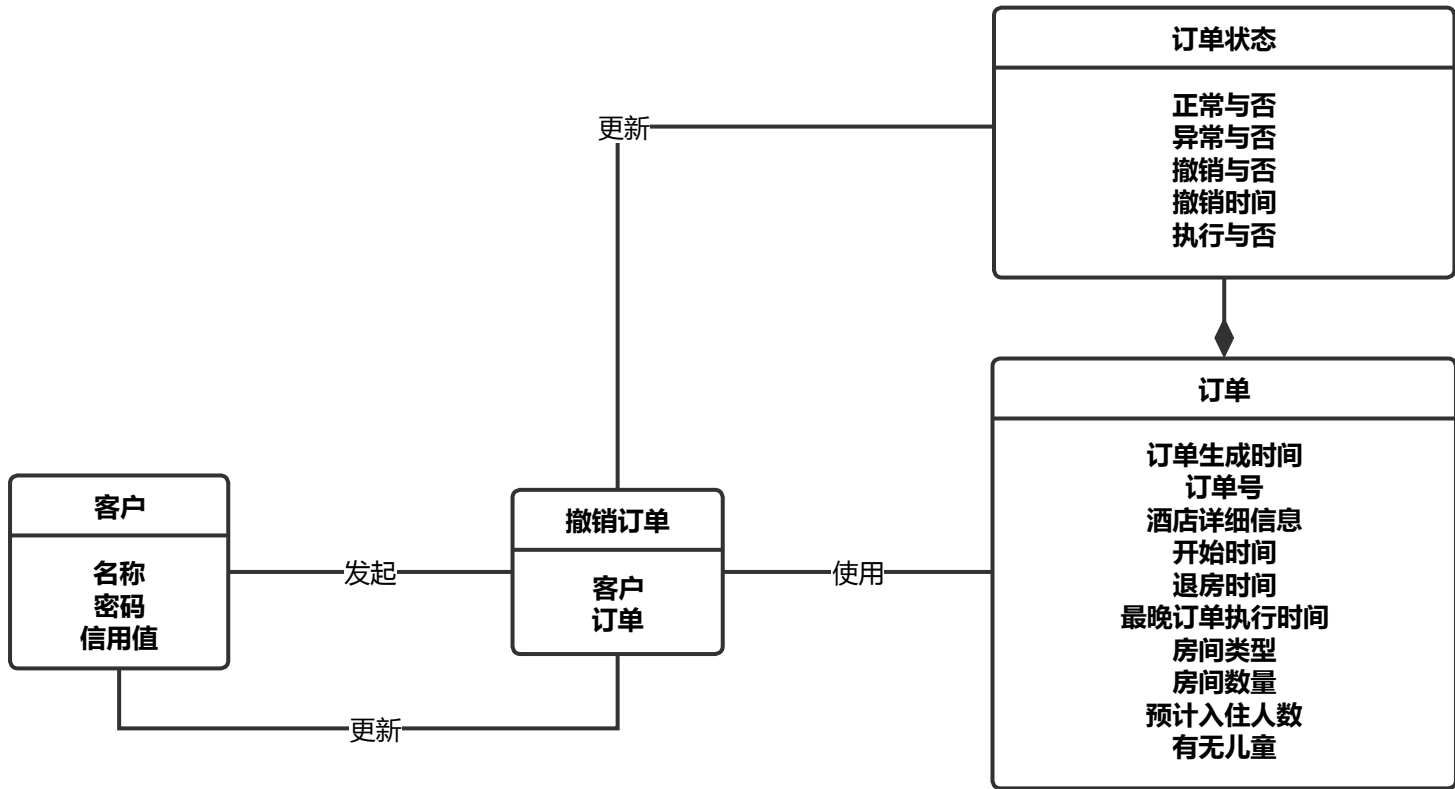 订单状态
正常与否
异常与否
撤销与否
撤销时间
执行与否
更新
订单
订单生成时间
订单号
酒店详细信息
开始时间
退房时间
最晚订单执行时间
房间类型
房间数量
预计入住人数
有无儿童
客户
名称
密码
信用值
发起
撤销订单
客户
订单
使用
更新